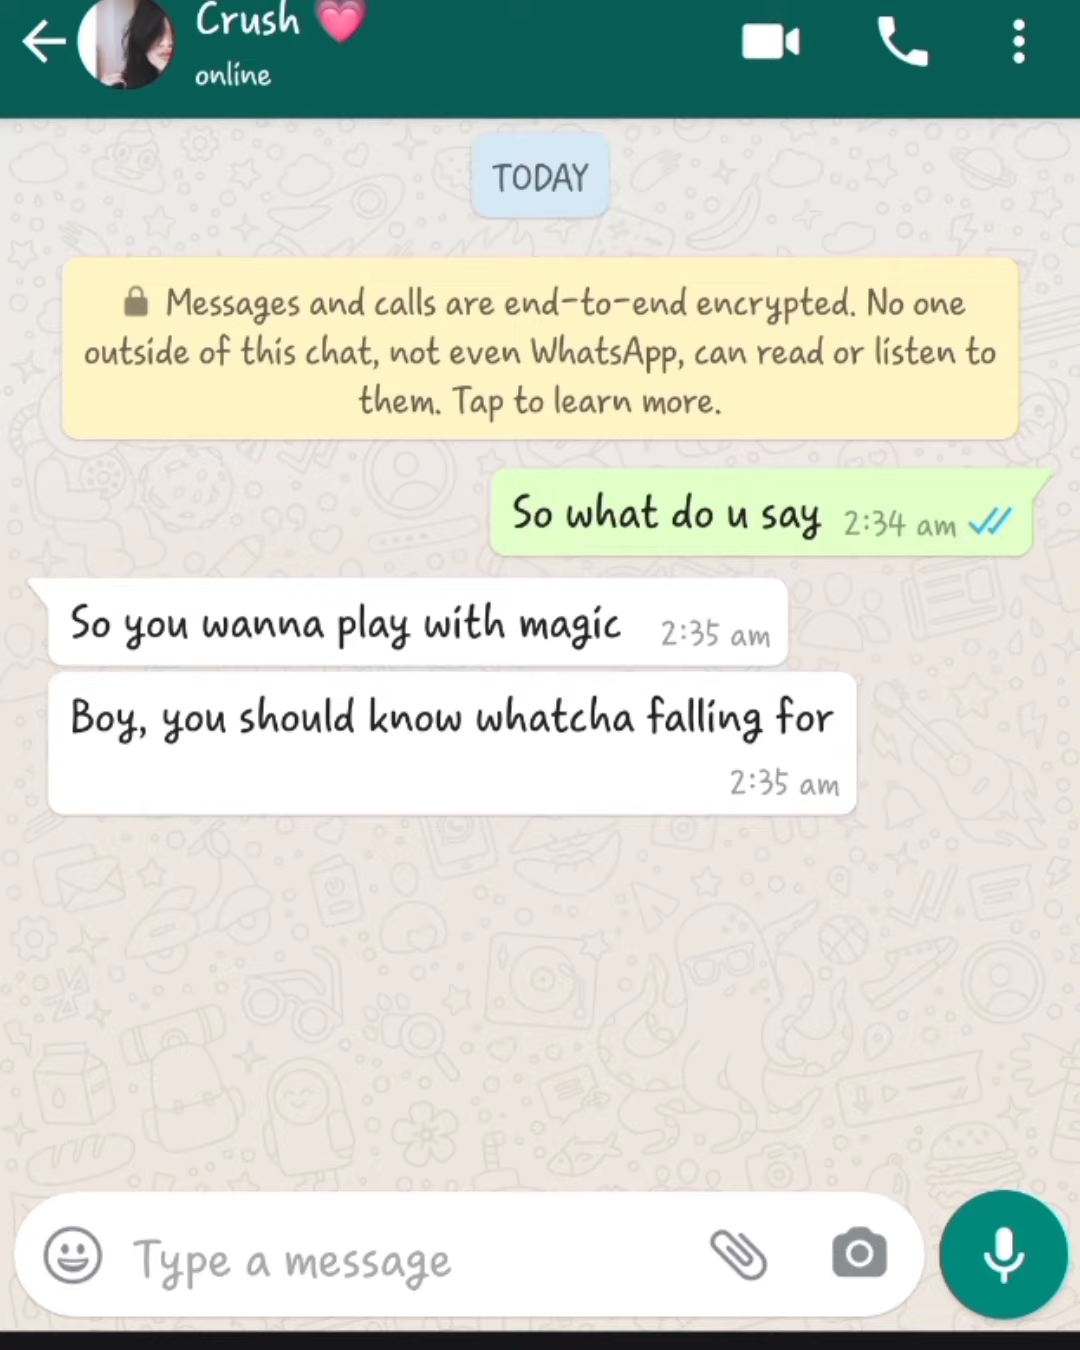 Crush 💗
online
TODAY
🔒 Messages and calls are end-to-end encrypted. No one
outside of this chat, not even WhatsApp, can read or listen to
them. Tap to learn more.
So what do u say 2:34 am
So you wanna play with magic 2:35 am
Boy, you should know whatcha falling for
2:35 am
Type a message